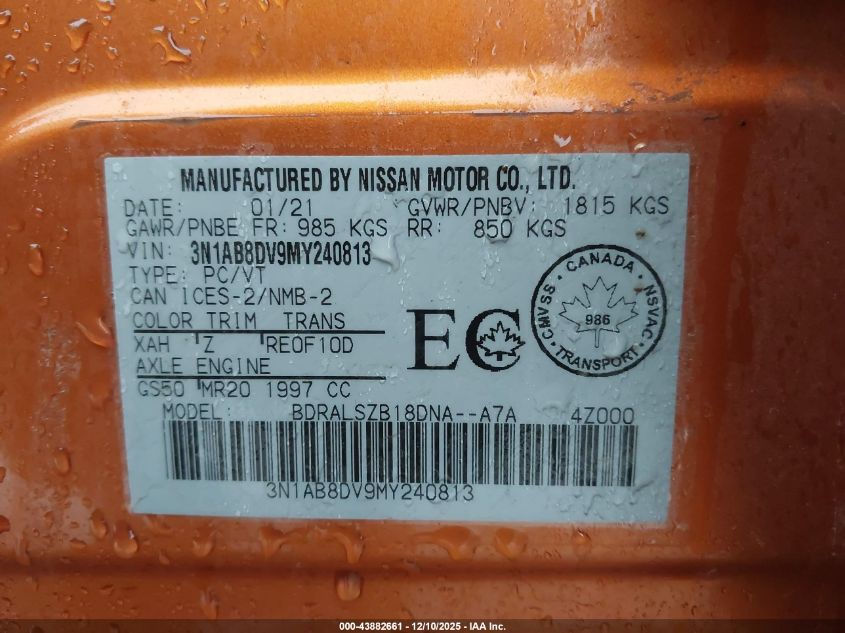 MANUFACTURED BY NISSAN MOTOR CO., LTD.
DATE: 01/21 GVWR/PNBV: 1815 KGS
GAWR/PNBE FR: 985 KGS RR: 850 KGS
VIN: 3N1AB8DV9MY240813
TYPE: PC/VT
CAN ICES-2/NMB-2
COLOR TRIM TRANS
XAH Z RE0F10D
AXLE ENGINE
GS50 MR20 1997 CC
EC
CANADA
CMVSS NSVAC
986
TRANSPORT
MODEL: BDRALSZB18DNA--A7A 4Z000
3N1AB8DV9MY240813
000-43882661 - 12/10/2025 - IAA Inc.